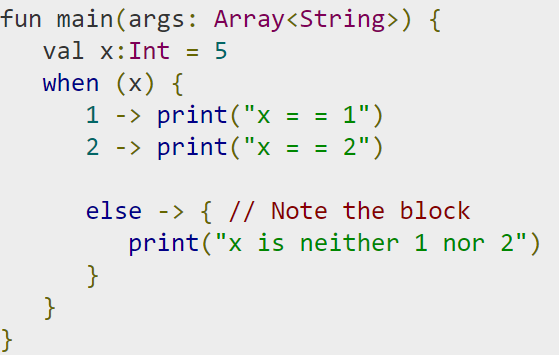 fun main(args: Array<String>) {
   val x:Int = 5
   when (x) {
      1 -> print("x = = 1")
      2 -> print("x = = 2")

      else -> { // Note the block
         print("x is neither 1 nor 2")
      }
   }
}